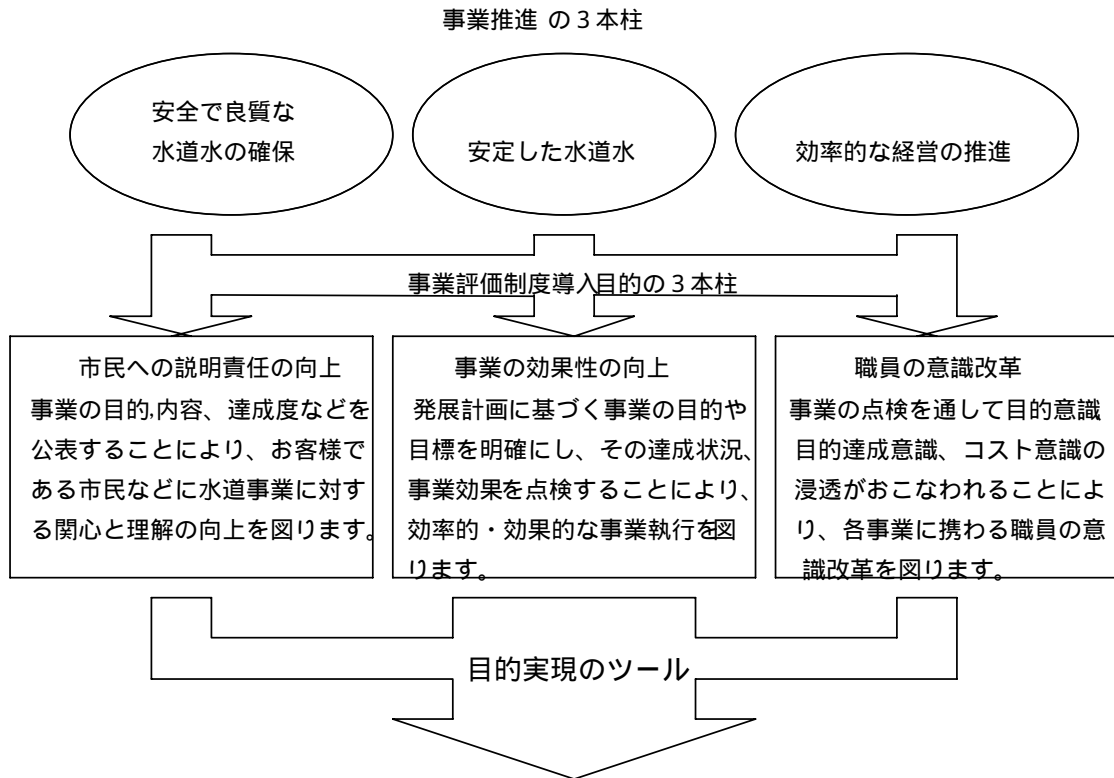 事業推進 の３本柱
安全で良質な
水道水の確保
安定した水道水
効率的な経営の推進
事業評価制度導入目的の３本柱
市民への説明責任の向上
事業の目的,内容、達成度などを
公表することにより、お客様で
ある市民などに水道事業に対す
る関心と理解の向上を図ります。
事業の効果性の向上
発展計画に基づく事業の目的や
目標を明確にし、その達成状況、
事業効果を点検することにより、
効率的・効果的な事業執行を図
ります。
職員の意識改革
事業の点検を通して目的意識
目的達成意識、コスト意識の
浸透がおこなわれることによ
り、各事業に携わる職員の意
識改革を図ります。
目的実現のツール